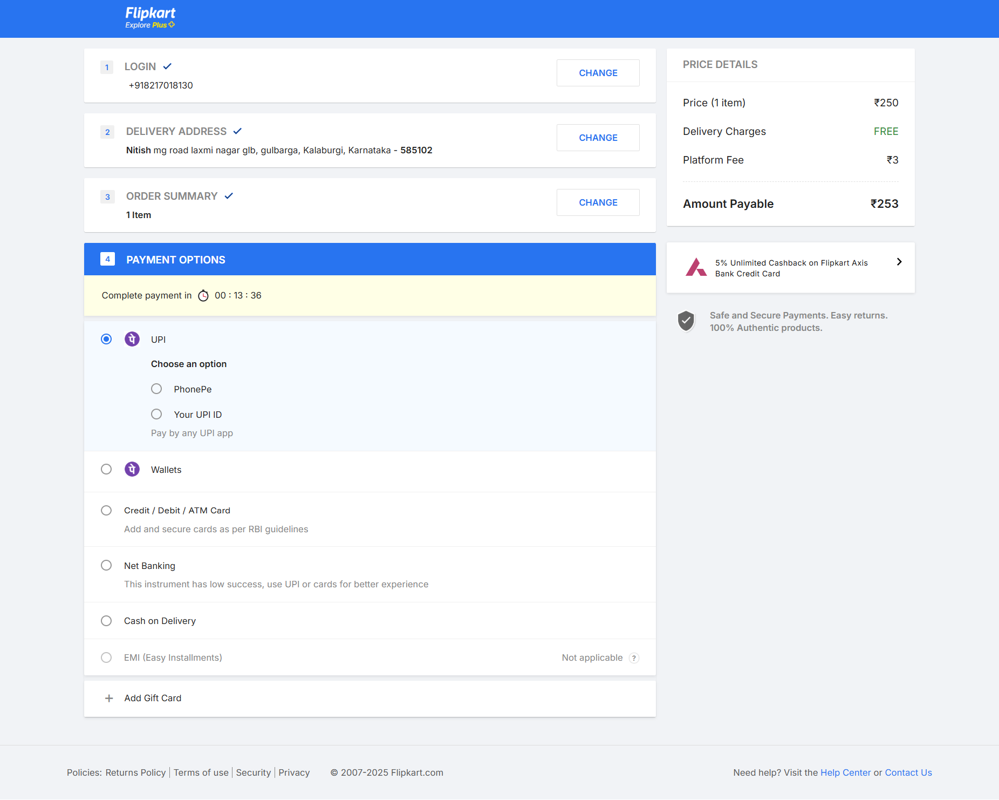 Flipkart
Explore Plus
1 LOGIN
+918217018130
CHANGE
2 DELIVERY ADDRESS
Nitish mg road laxmi nagar glb, gulbarga, Kalaburgi, Karnataka - 585102
CHANGE
3 ORDER SUMMARY
1 Item
CHANGE
4 PAYMENT OPTIONS
Complete payment in 00 : 13 : 36
पे UPI
Choose an option
PhonePe
Your UPI ID
Pay by any UPI app
पे Wallets
Credit / Debit / ATM Card
Add and secure cards as per RBI guidelines
Net Banking
This instrument has low success, use UPI or cards for better experience
Cash on Delivery
EMI (Easy Installments) Not applicable ?
+ Add Gift Card
PRICE DETAILS
Price (1 item) ₹250
Delivery Charges FREE
Platform Fee ₹3
Amount Payable ₹253
5% Unlimited Cashback on Flipkart Axis
Bank Credit Card
Safe and Secure Payments. Easy returns.
100% Authentic products.
Policies: Returns Policy | Terms of use | Security | Privacy © 2007-2025 Flipkart.com
Need help? Visit the Help Center or Contact Us